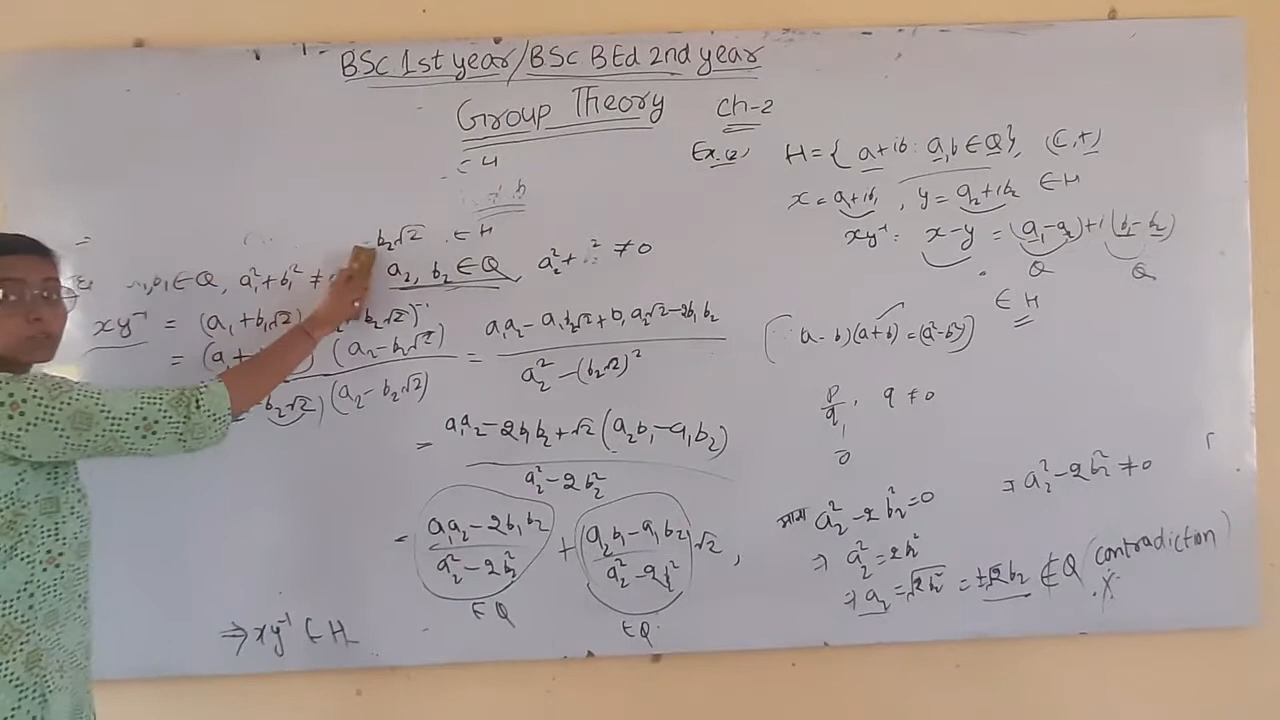 BSc 1st year/BSc BEd 2nd year
Group Theory Ch-2
Ex. Q
H = { a+ib : a,b ∈ Q }, (C,+)
x = a₁+ib₁, y = a₂+ib₂ ∈ H
xy⁻¹ = x-y = (a₁-a₂)+i(b₁-b₂)
Q Q
∈ H
= H
b₂√2 ∈ H
∈ Q, a₁²+b₁² ≠ a₂, b₂ ∈ Q, a₂²+ ² ≠ 0
xy⁻¹ = (a₁+b₁√2) b₂√2)⁻¹
= (a₁+ ) (a₂-b₂√2) = a₁a₂-a₁b₂√2+b₁a₂√2-2b₁b₂
b₂√2)(a₂-b₂√2) a₂²-(b₂√2)²
= a₁a₂-2b₁b₂+√2(a₂b₁-a₁b₂)
a₂²-2b₂²
= a₁a₂-2b₁b₂ + a₂b₁-a₁b₂ √2,
a₂²-2b₂² a₂²-2b₂²
∈ Q ∈ Q
⇒ xy⁻¹ ∈ H
(∵ a-b)(a+b) = (a²-b²))
p/q, q ≠ 0
0
माना a₂²-2b₂²=0 ⇒ a₂²-2b₂² ≠ 0
⇒ a₂² = 2b₂²
⇒ a₂ = √2b₂² = ±√2b₂ ∉ Q (contradiction)